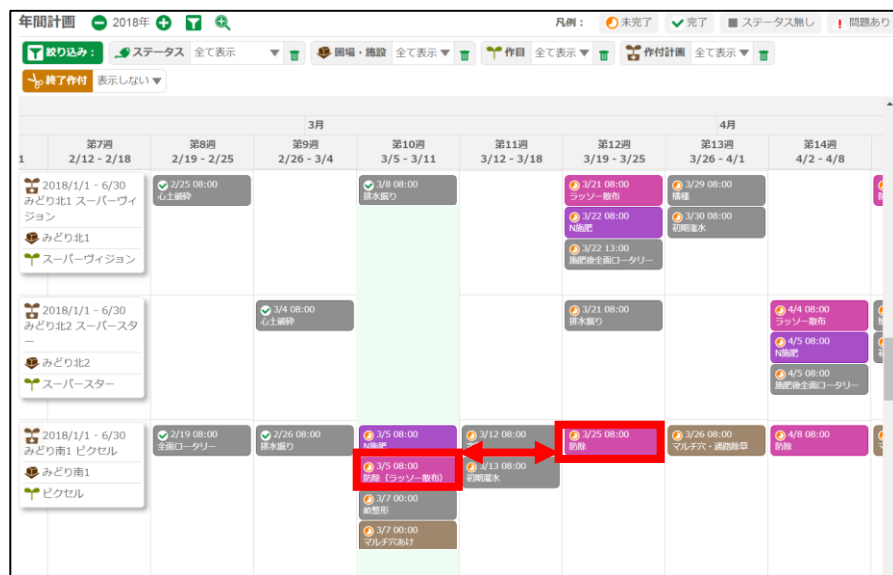 年間計画 2018年 凡例： 未完了 完了 ステータス無し 問題あり
絞り込み： ステータス 全て表示 圃場・施設 全て表示 作目 全て表示 作付計画 全て表示
終了作付 表示しない
3月 4月
第7週 第8週 第9週 第10週 第11週 第12週 第13週 第14週
1 2/12 - 2/18 2/19 - 2/25 2/26 - 3/4 3/5 - 3/11 3/12 - 3/18 3/19 - 3/25 3/26 - 4/1 4/2 - 4/8
2018/1/1 - 6/30
みどり北1 スーパーヴィ
ジョン
みどり北1
スーパーヴィジョン
2/25 08:00
心土破砕
3/8 08:00
排水掘り
3/21 08:00
ラッソー散布
3/22 08:00
N施肥
3/22 13:00
施肥後全面ロータリー
3/29 08:00
播種
3/30 08:00
初期灌水
2018/1/1 - 6/30
みどり北2 スーパースタ
ー
みどり北2
スーパースター
3/4 08:00
心土破砕
3/21 08:00
排水掘り
4/4 08:00
ラッソー散布
4/5 08:00
N施肥
4/5 08:00
施肥後全面ロータリー
2018/1/1 - 6/30
みどり南1 ピクセル
みどり南1
ピクセル
2/19 08:00
全面ロータリー
2/26 08:00
排水掘り
3/5 08:00
N施肥
3/5 08:00
防除（ラッソー散布）
3/7 00:00
畝整形
3/7 00:00
マルチ穴あけ
3/12 08:00
3/13 08:00
初期灌水
3/25 08:00
防除
3/26 08:00
マルチ穴・通路除草
4/8 08:00
防除